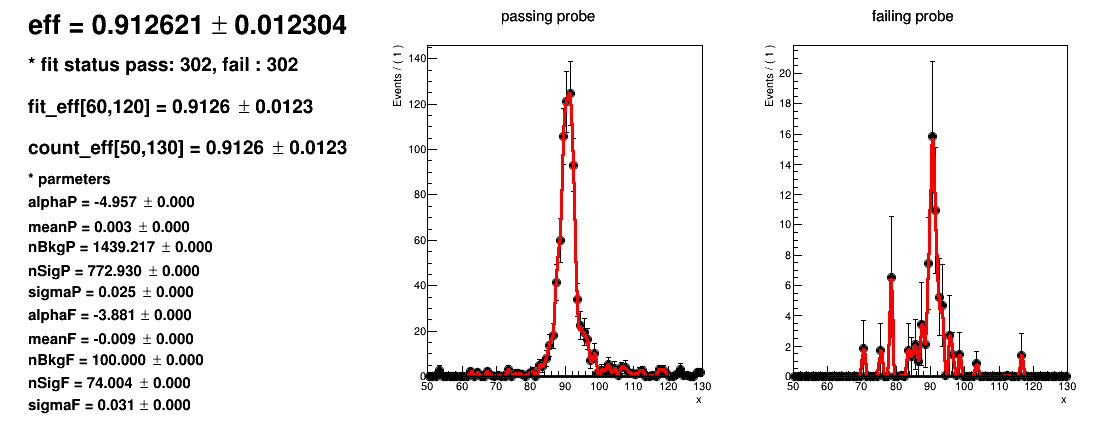 eff = 0.912621 ± 0.012304
* fit status pass: 302, fail : 302
fit_eff[60,120] = 0.9126 ± 0.0123
count_eff[50,130] = 0.9126 ± 0.0123
* parmeters
alphaP = -4.957 ± 0.000
meanP = 0.003 ± 0.000
nBkgP = 1439.217 ± 0.000
nSigP = 772.930 ± 0.000
sigmaP = 0.025 ± 0.000
alphaF = -3.881 ± 0.000
meanF = -0.009 ± 0.000
nBkgF = 100.000 ± 0.000
nSigF = 74.004 ± 0.000
sigmaF = 0.031 ± 0.000
passing probe
Events / ( 1 )
140
120
100
80
60
40
20
0
50 60 70 80 90 100 110 120 130
x
failing probe
Events / ( 1 )
20
18
16
14
12
10
8
6
4
2
0
50 60 70 80 90 100 110 120 130
x